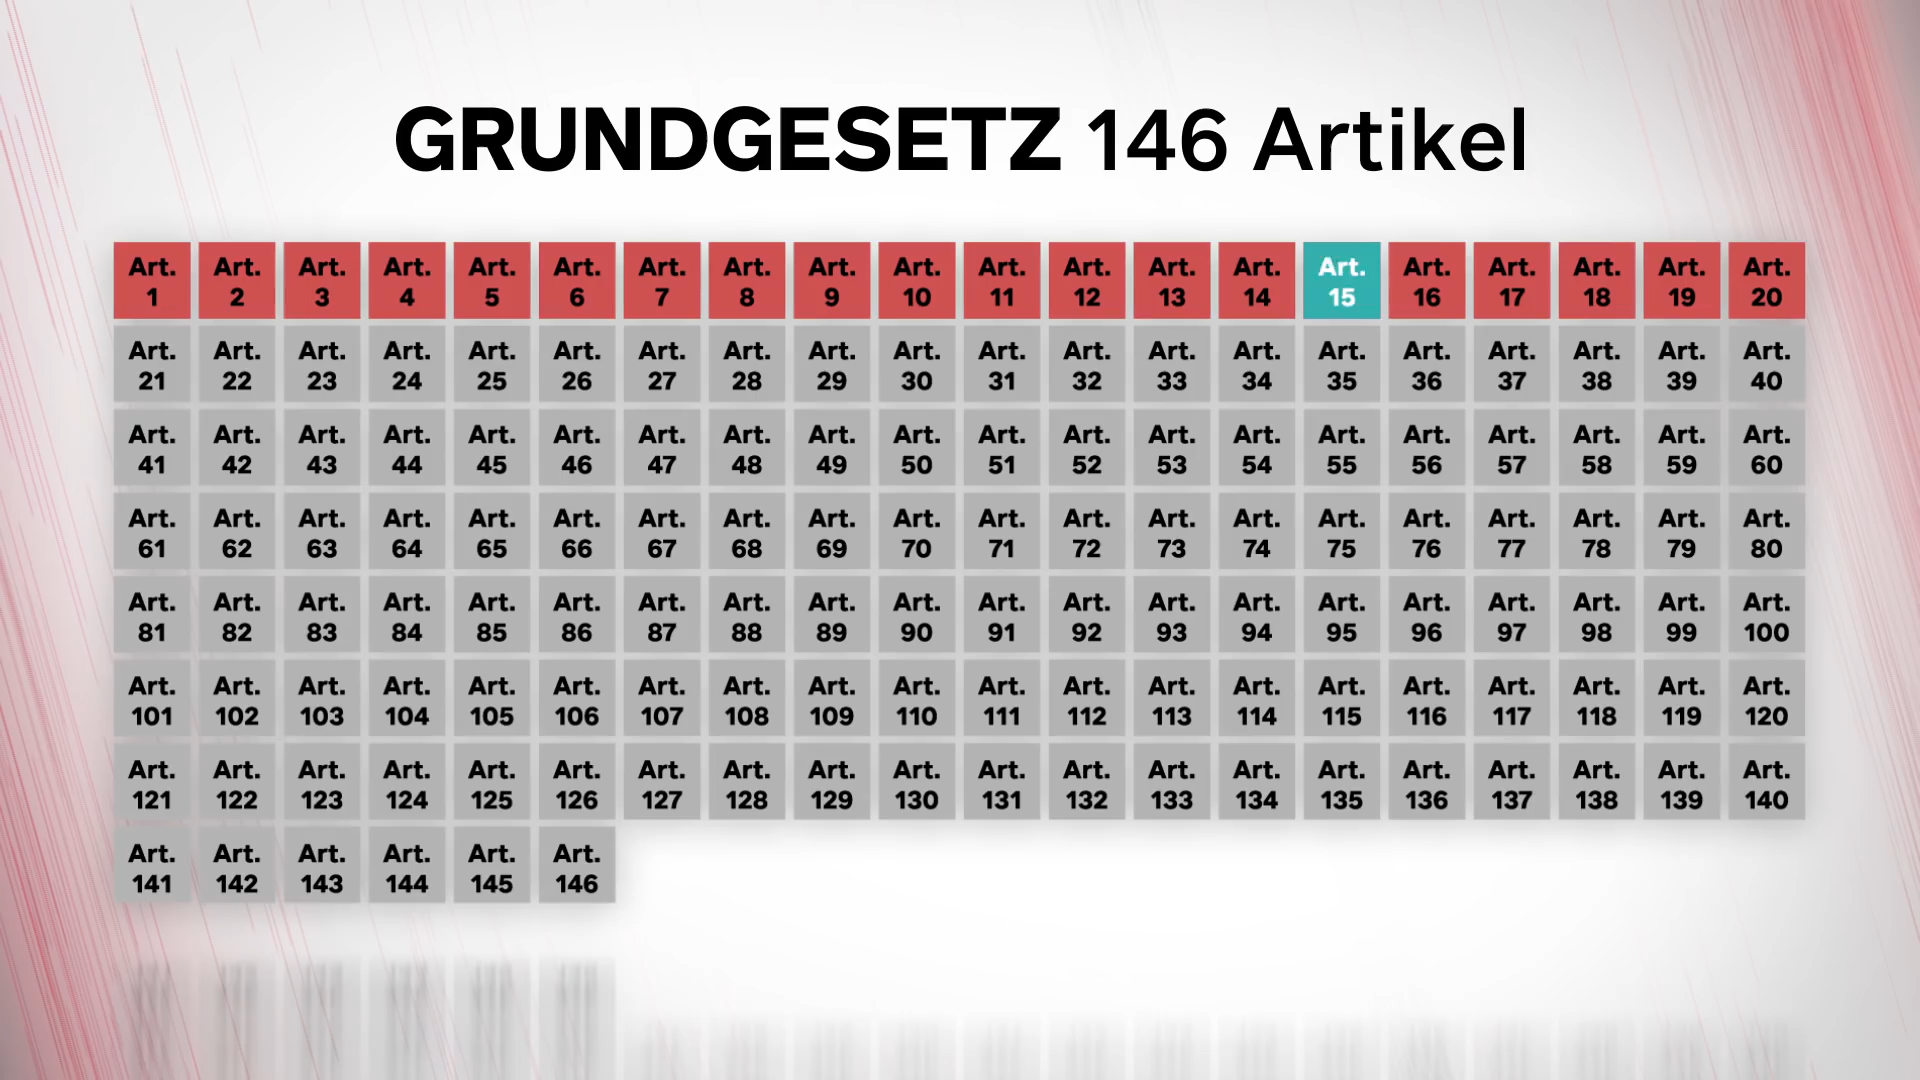 GRUNDGESETZ 146 Artikel
Art. Art. Art. Art. Art. Art. Art. Art. Art. Art. Art. Art. Art. Art. Art. Art. Art. Art. Art. Art.
1 2 3 4 5 6 7 8 9 10 11 12 13 14 15 16 17 18 19 20
Art. Art. Art. Art. Art. Art. Art. Art. Art. Art. Art. Art. Art. Art. Art. Art. Art. Art. Art. Art.
21 22 23 24 25 26 27 28 29 30 31 32 33 34 35 36 37 38 39 40
Art. Art. Art. Art. Art. Art. Art. Art. Art. Art. Art. Art. Art. Art. Art. Art. Art. Art. Art. Art.
41 42 43 44 45 46 47 48 49 50 51 52 53 54 55 56 57 58 59 60
Art. Art. Art. Art. Art. Art. Art. Art. Art. Art. Art. Art. Art. Art. Art. Art. Art. Art. Art. Art.
61 62 63 64 65 66 67 68 69 70 71 72 73 74 75 76 77 78 79 80
Art. Art. Art. Art. Art. Art. Art. Art. Art. Art. Art. Art. Art. Art. Art. Art. Art. Art. Art. Art.
81 82 83 84 85 86 87 88 89 90 91 92 93 94 95 96 97 98 99 100
Art. Art. Art. Art. Art. Art. Art. Art. Art. Art. Art. Art. Art. Art. Art. Art. Art. Art. Art. Art.
101 102 103 104 105 106 107 108 109 110 111 112 113 114 115 116 117 118 119 120
Art. Art. Art. Art. Art. Art. Art. Art. Art. Art. Art. Art. Art. Art. Art. Art. Art. Art. Art. Art.
121 122 123 124 125 126 127 128 129 130 131 132 133 134 135 136 137 138 139 140
Art. Art. Art. Art. Art. Art.
141 142 143 144 145 146